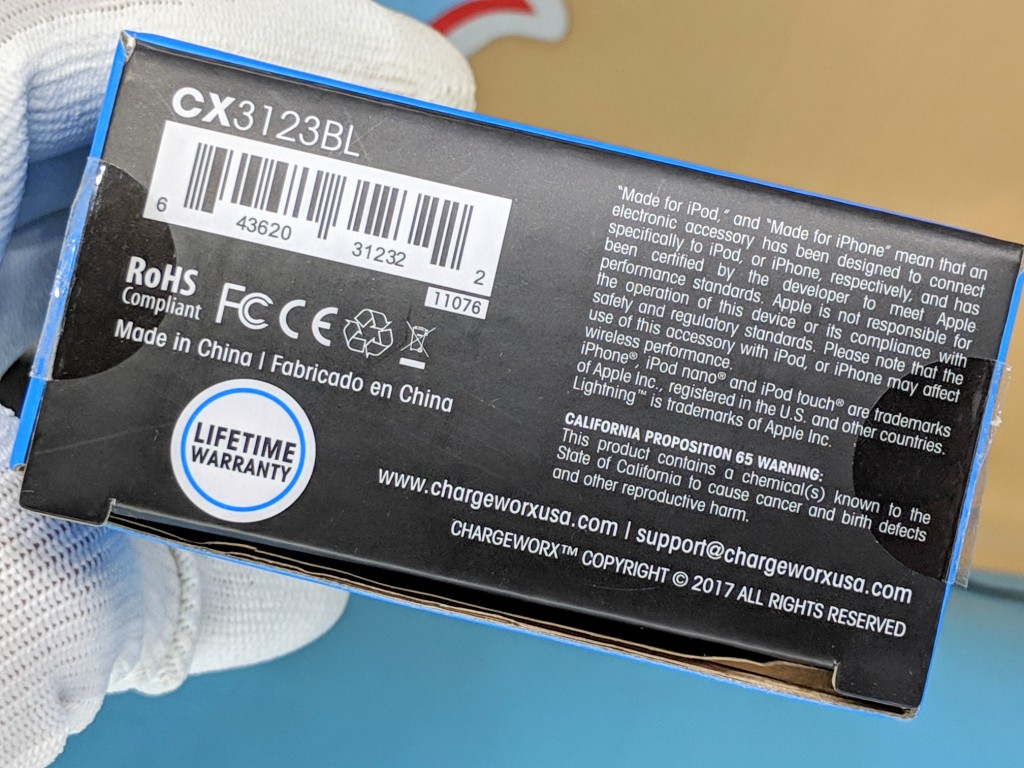 CX3123BL
6 43620 31232 2
11076
RoHS
Compliant
FC CE
Made in China | Fabricado en China
LIFETIME
WARRANTY
"Made for iPod," and "Made for iPhone" mean that an
electronic accessory has been designed to connect
specifically to iPod, or iPhone, respectively, and has
been certified by the developer to meet Apple
performance standards. Apple is not responsible for
the operation of this device or its compliance with
safety and regulatory standards. Please note that the
use of this accessory with iPod, or iPhone may affect
wireless performance.
iPhone®, iPod nano® and iPod touch® are trademarks
of Apple Inc., registered in the U.S. and other countries.
Lightning™ is trademarks of Apple Inc.
CALIFORNIA PROPOSITION 65 WARNING:
This product contains a chemical(s) known to the
State of California to cause cancer and birth defects
and other reproductive harm.
www.chargeworxusa.com | support@chargeworxusa.com
CHARGEWORX™ COPYRIGHT © 2017 ALL RIGHTS RESERVED